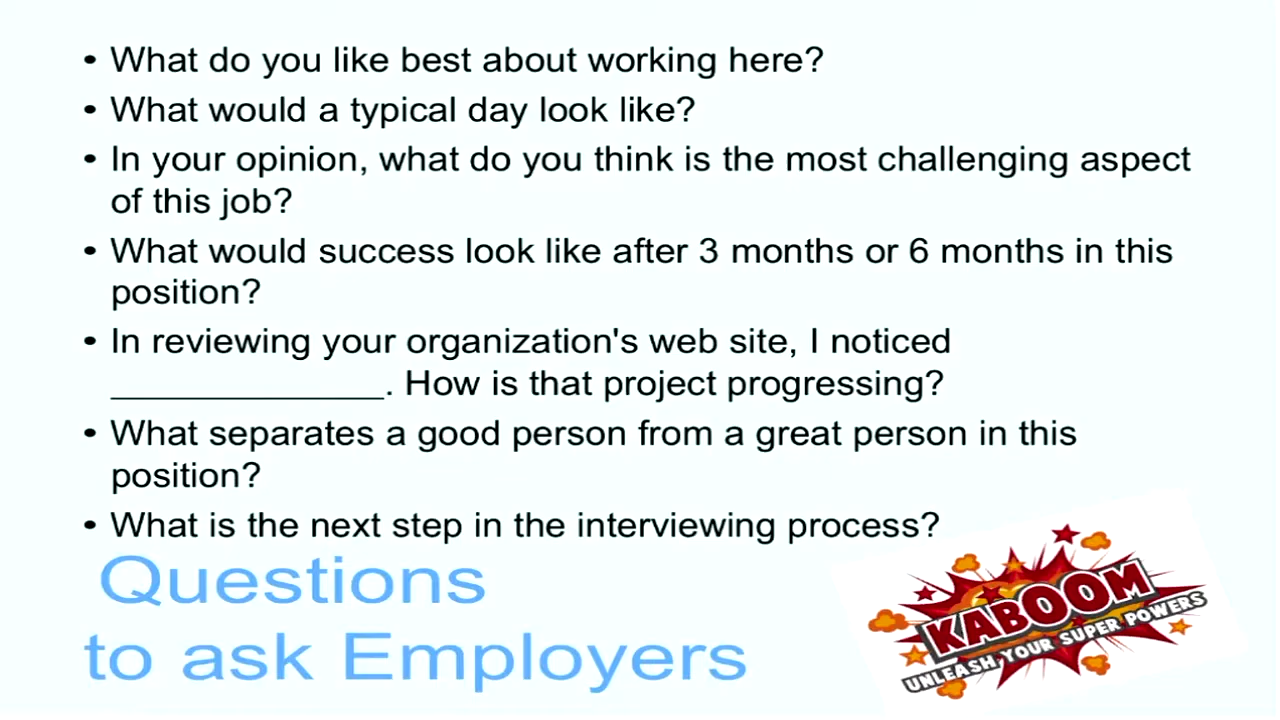 • What do you like best about working here?
• What would a typical day look like?
• In your opinion, what do you think is the most challenging aspect
of this job?
• What would success look like after 3 months or 6 months in this
position?
• In reviewing your organization's web site, I noticed
______________. How is that project progressing?
• What separates a good person from a great person in this
position?
• What is the next step in the interviewing process?
Questions
to ask Employers
KABOOM
UNLEASH YOUR SUPER POWERS